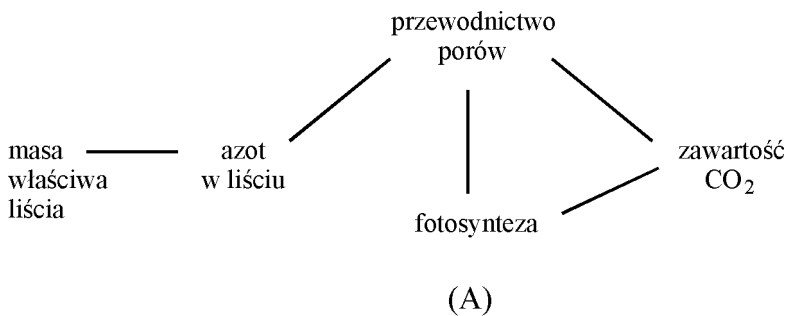 przewodnictwo
porów
masa
właściwa
liścia
azot
w liściu
zawartość
CO₂
fotosynteza
(A)